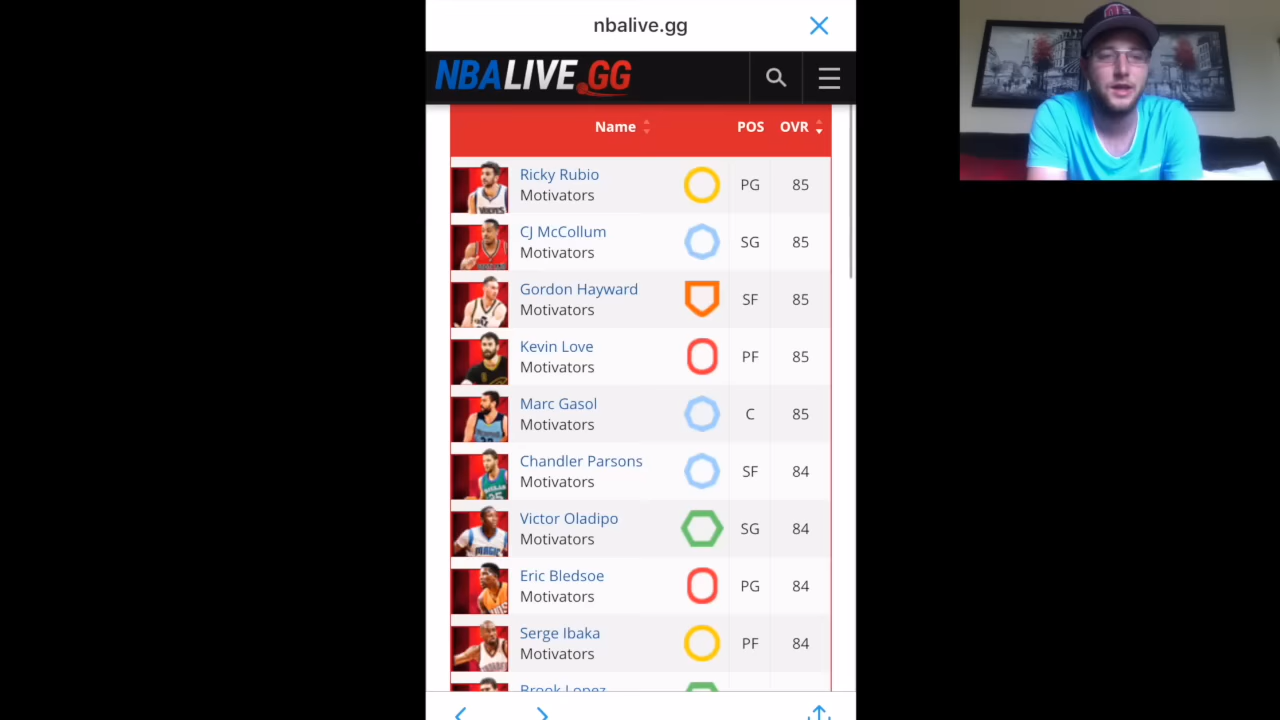 nbalive.gg
NBALIVE.GG
Name POS OVR
Ricky Rubio
Motivators
PG 85
CJ McCollum
Motivators
SG 85
Gordon Hayward
Motivators
SF 85
Kevin Love
Motivators
PF 85
Marc Gasol
Motivators
C 85
Chandler Parsons
Motivators
SF 84
Victor Oladipo
Motivators
SG 84
Eric Bledsoe
Motivators
PG 84
Serge Ibaka
Motivators
PF 84
Brook Lopez